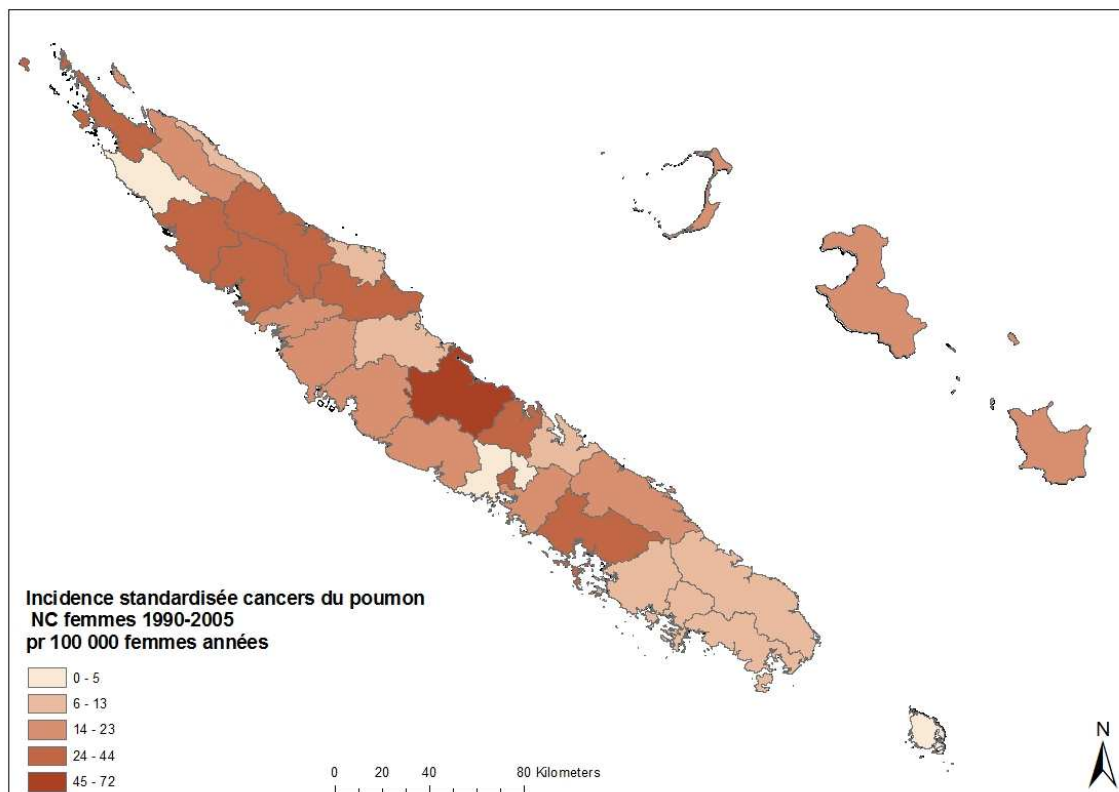 Incidence standardisée cancers du poumon
NC femmes 1990-2005
pr 100 000 femmes années
0 - 5
6 - 13
14 - 23
24 - 44
45 - 72
0 20 40 80 Kilometers
N